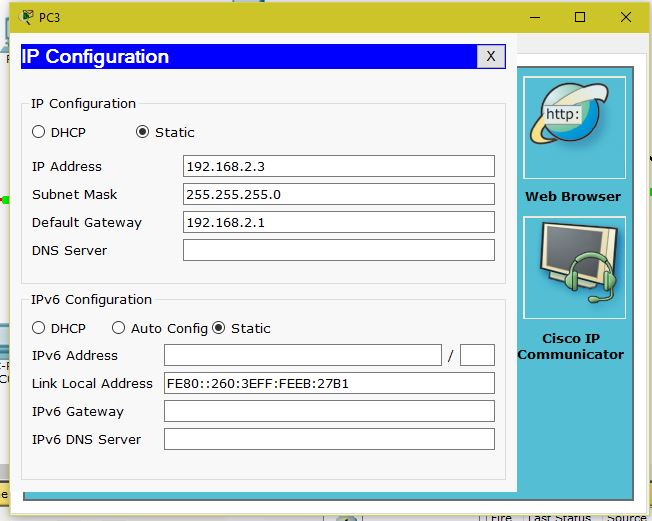 PC3
IP Configuration
X
IP Configuration
DHCP
Static
IP Address
192.168.2.3
Subnet Mask
255.255.255.0
Default Gateway
192.168.2.1
DNS Server
IPv6 Configuration
DHCP
Auto Config
Static
IPv6 Address
/
Link Local Address
FE80::260:3EFF:FEEB:27B1
IPv6 Gateway
IPv6 DNS Server
http:
Web Browser
Cisco IP
Communicator
Fire
Last Status
Source